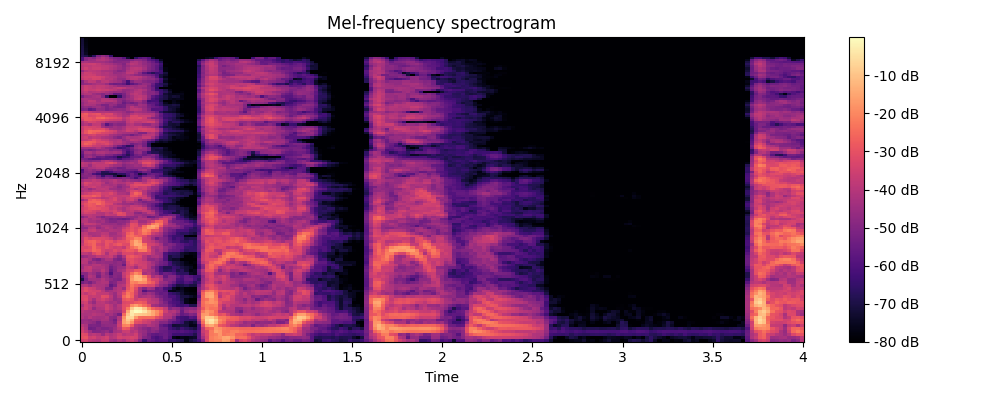 Mel-frequency spectrogram
Hz
8192
4096
2048
1024
512
0
0 0.5 1 1.5 2 2.5 3 3.5 4
Time
-10 dB
-20 dB
-30 dB
-40 dB
-50 dB
-60 dB
-70 dB
-80 dB